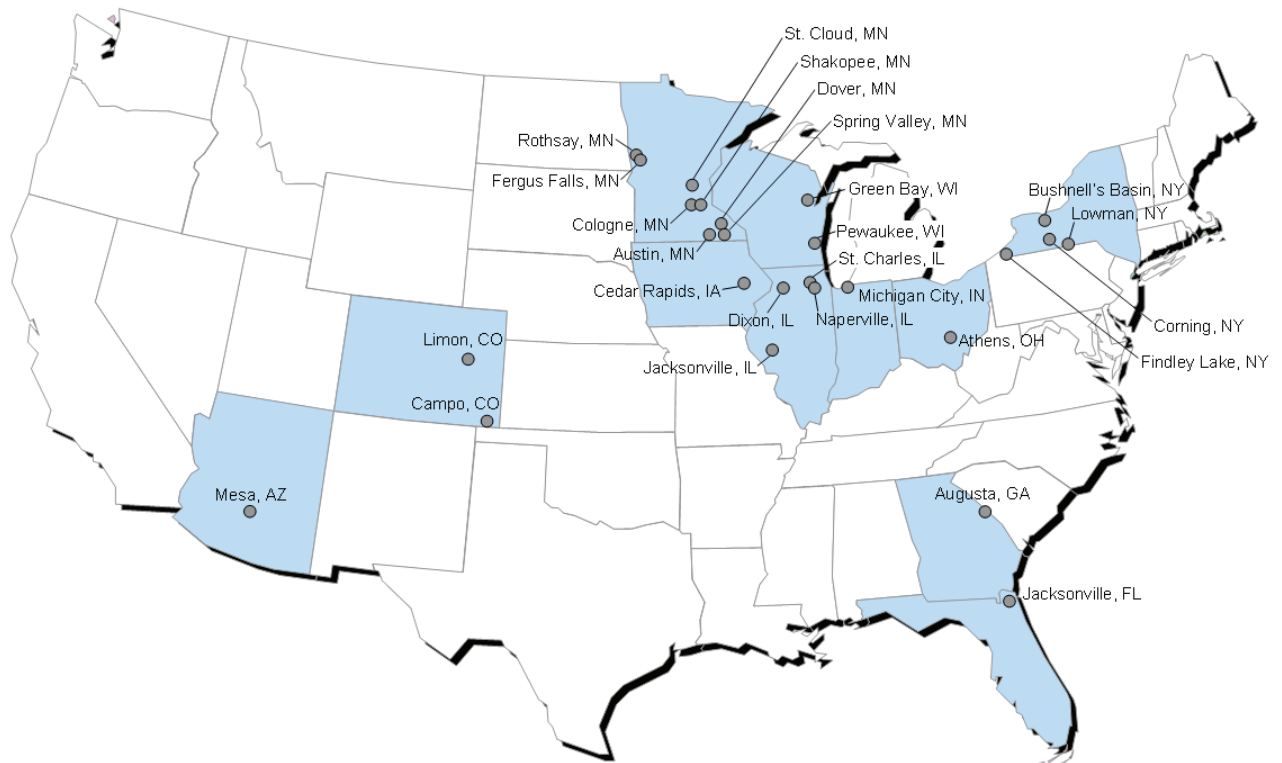 St. Cloud, MN
Shakopee, MN
Dover, MN
Spring Valley, MN
Rothsay, MN
Fergus Falls, MN
Green Bay, WI
Bushnell's Basin, NY
Lowman, NY
Cologne, MN
Pewaukee, WI
Austin, MN
St. Charles, IL
Cedar Rapids, IA
Michigan City, IN
Dixon, IL
Naperville, IL
Corning, NY
Limon, CO
Athens, OH
Findley Lake, NY
Jacksonville, IL
Campo, CO
Mesa, AZ
Augusta, GA
Jacksonville, FL